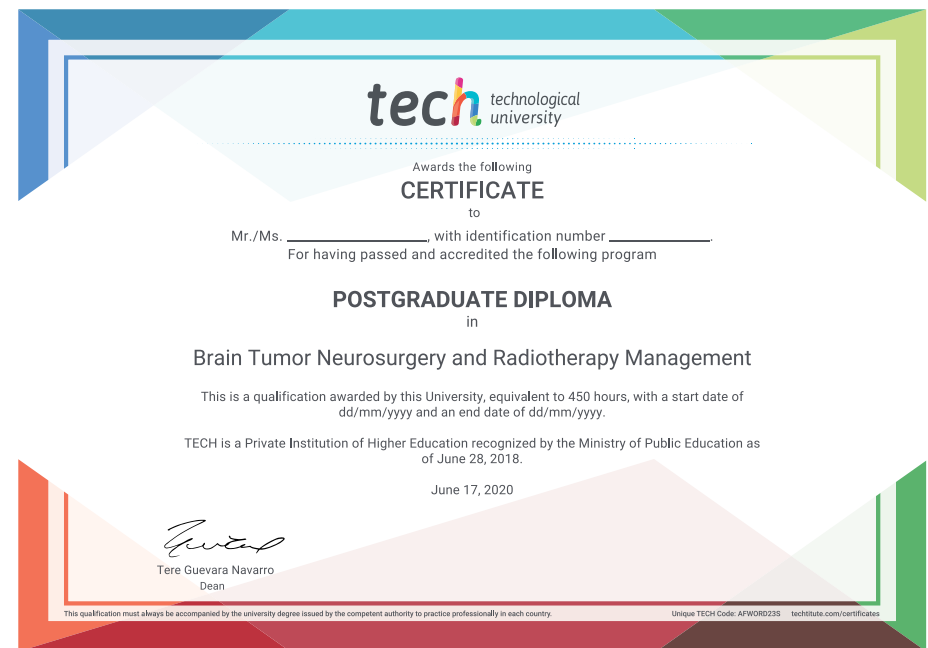 tech technological
university
Awards the following
CERTIFICATE
to
Mr./Ms. ____________, with identification number ____________.
For having passed and accredited the following program
POSTGRADUATE DIPLOMA
in
Brain Tumor Neurosurgery and Radiotherapy Management
This is a qualification awarded by this University, equivalent to 450 hours, with a start date of
dd/mm/yyyy and an end date of dd/mm/yyyy.
TECH is a Private Institution of Higher Education recognized by the Ministry of Public Education as
of June 28, 2018.
June 17, 2020
Tere Guevara Navarro
Dean
This qualification must always be accompanied by the university degree issued by the competent authority to practice professionally in each country.
Unique TECH Code: AFWORD23S techtitute.com/certificates